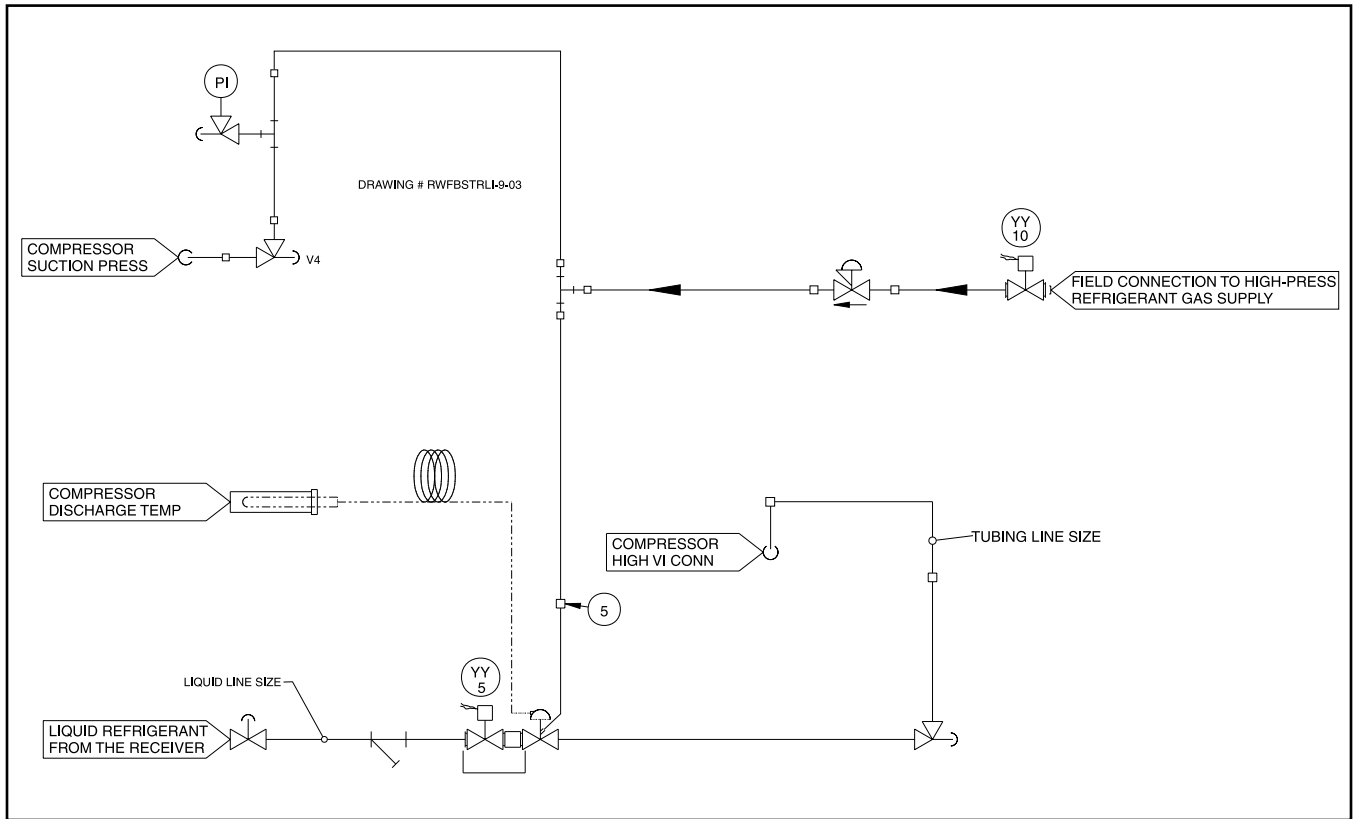 PI
DRAWING # RWFBSTRLI-9-03
YY
10
COMPRESSOR
SUCTION PRESS
V4
FIELD CONNECTION TO HIGH-PRESS
REFRIGERANT GAS SUPPLY
COMPRESSOR
DISCHARGE TEMP
COMPRESSOR
HIGH VI CONN
TUBING LINE SIZE
5
YY
5
LIQUID LINE SIZE
LIQUID REFRIGERANT
FROM THE RECEIVER